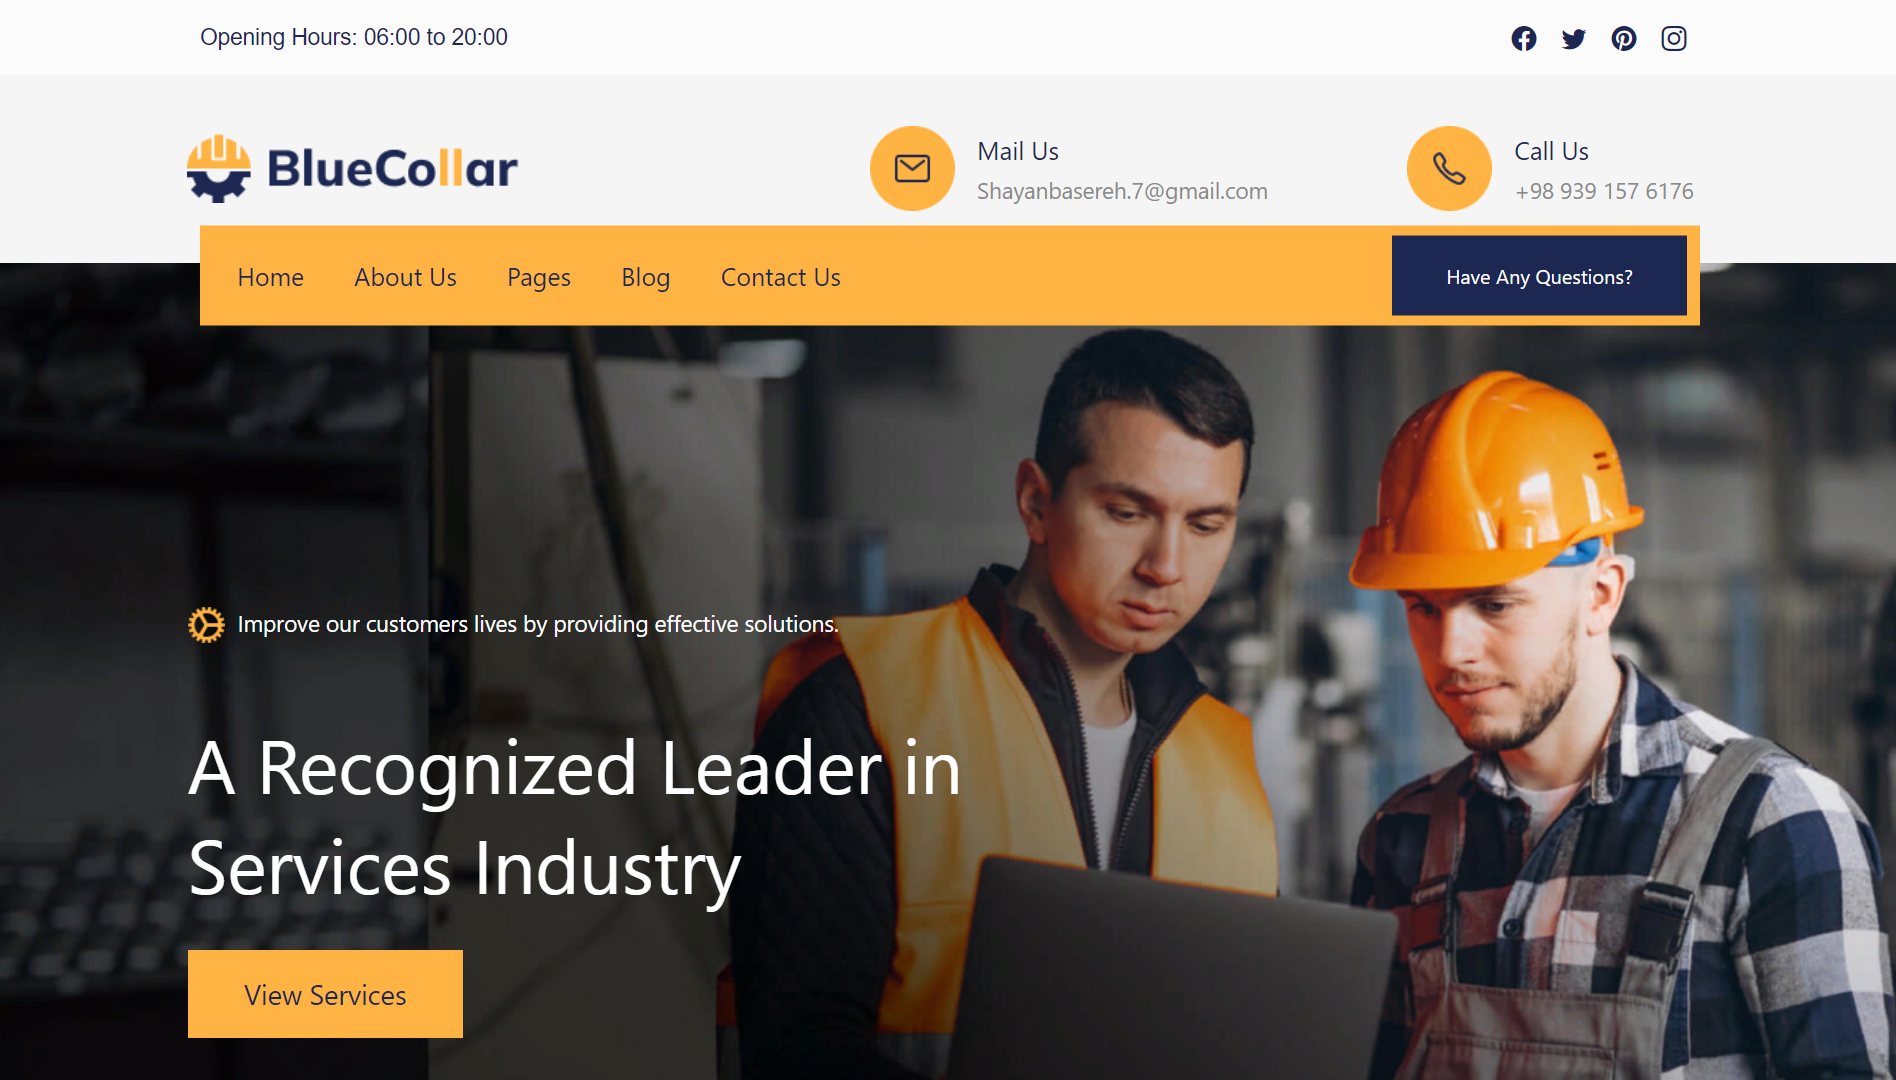 Opening Hours: 06:00 to 20:00
BlueCollar
Mail Us
Shayanbasereh.7@gmail.com
Call Us
+98 939 157 6176
Home
About Us
Pages
Blog
Contact Us
Have Any Questions?
Improve our customers lives by providing effective solutions.
A Recognized Leader in
Services Industry
View Services